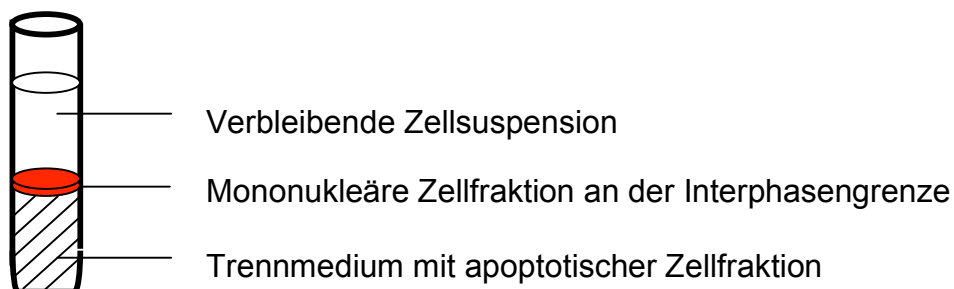 Verbleibende Zellsuspension
Mononukleäre Zellfraktion an der Interphasengrenze
Trennmedium mit apoptotischer Zellfraktion